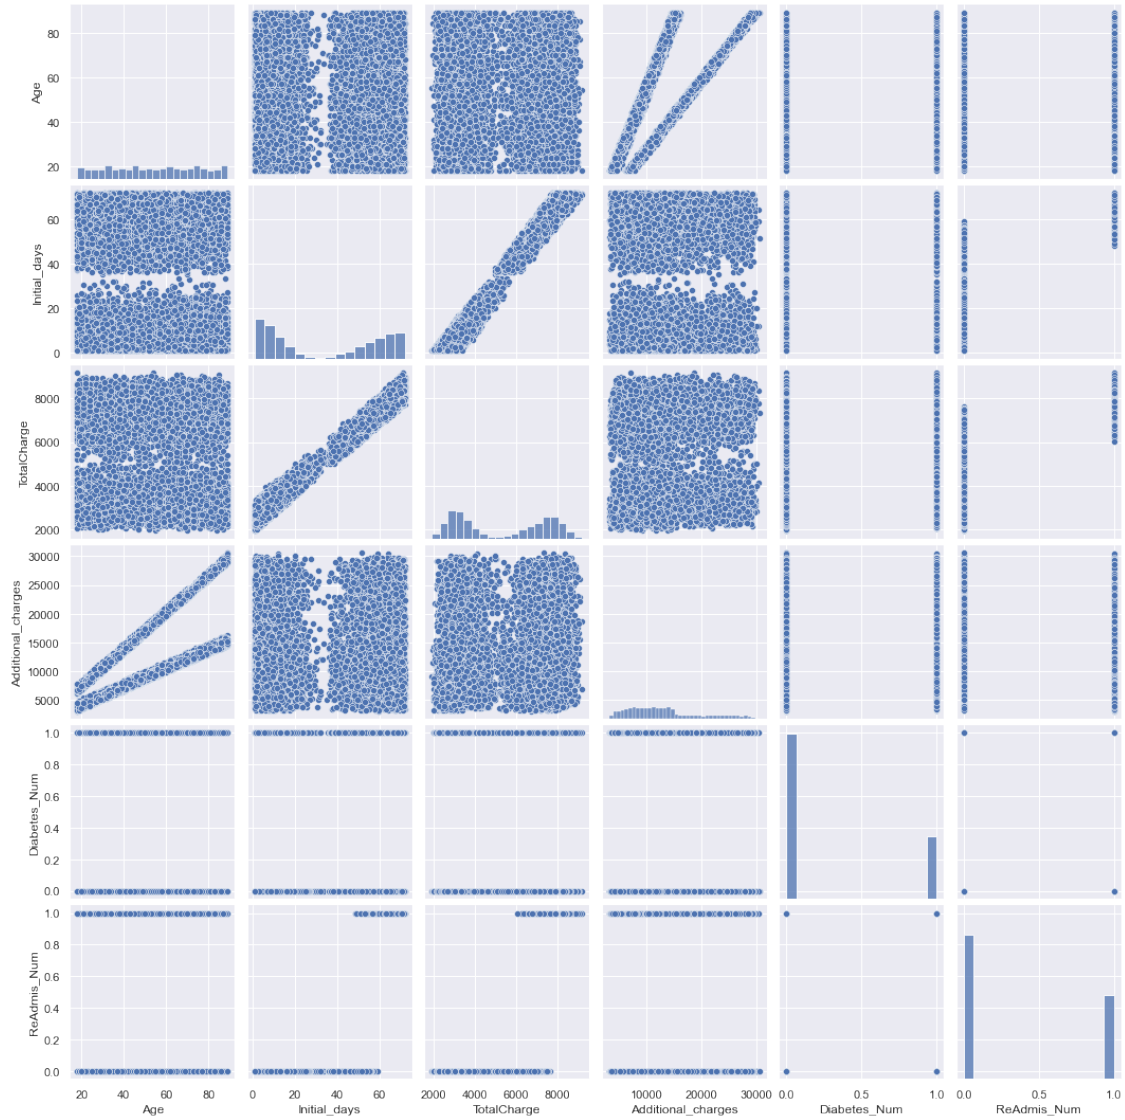 80
60
40
20
Age
60
40
20
0
Initial_days
8000
6000
4000
2000
TotalCharge
30000
25000
20000
15000
10000
5000
Additional_charges
1.0
0.8
0.6
0.4
0.2
0.0
Diabetes_Num
1.0
0.8
0.6
0.4
0.2
0.0
ReAdmis_Num
20 40 60 80
0 20 40 60
2000 4000 6000 8000
10000 20000 30000
0.0 0.5 1.0
0.0 0.5 1.0
Age Initial_days TotalCharge Additional_charges Diabetes_Num ReAdmis_Num